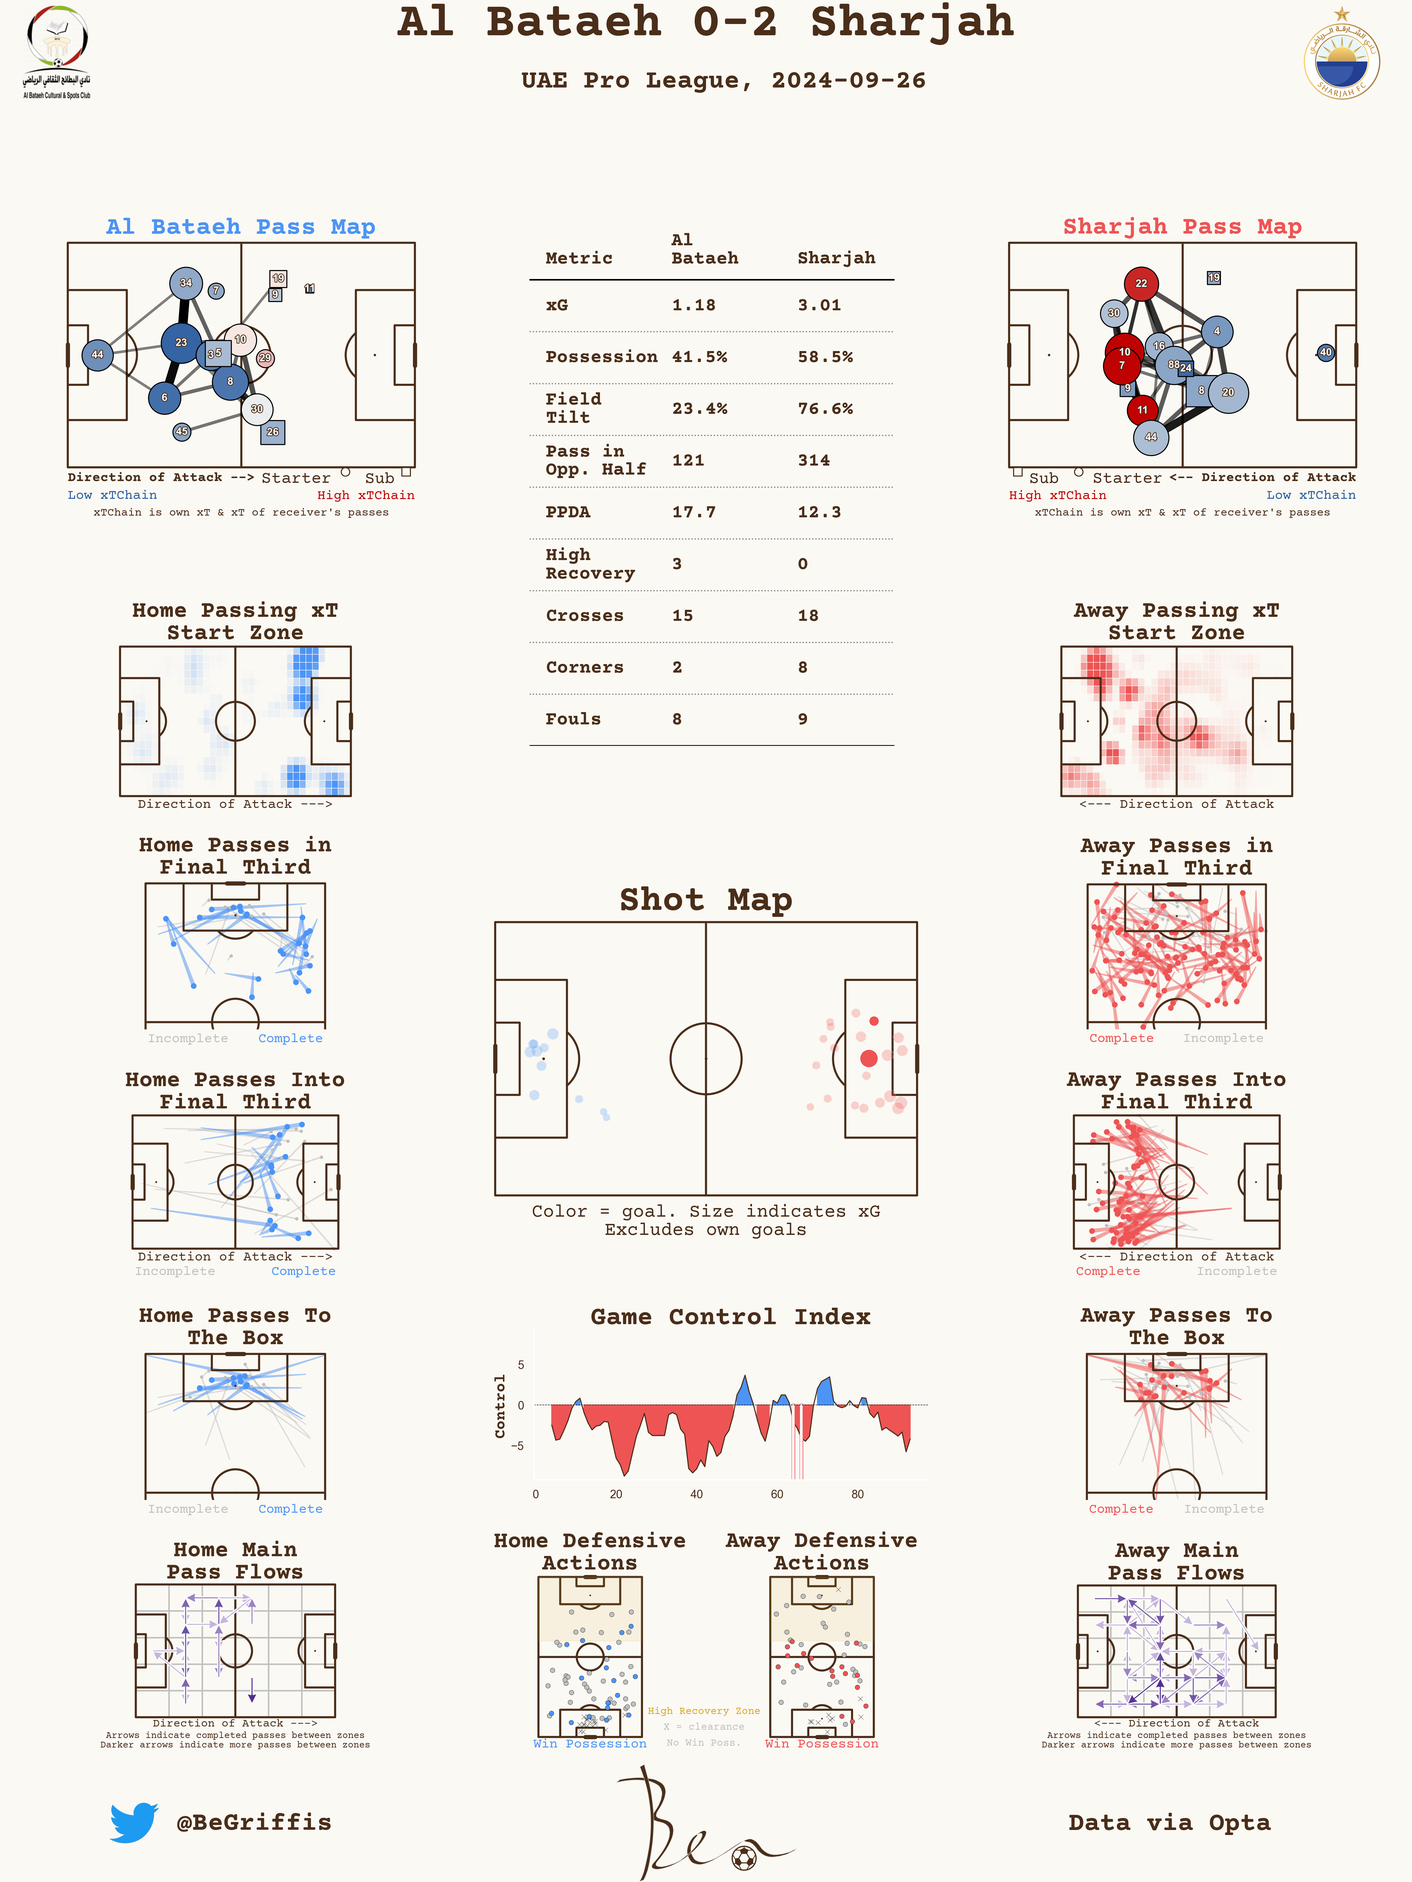 Al Bataeh 0-2 Sharjah
UAE Pro League, 2024-09-26
نادي البطائح الثقافي الرياضي
Al Bataeh Cultural & Spots Club
نادي الشارقة الرياضي
SHARJAH FC
Al Bataeh Pass Map
34
7
19
9
11
23
10
44
3
5
29
8
6
30
45
26
Direction of Attack --> Starter Sub
Low xTChain High xTChain
xTChain is own xT & xT of receiver's passes
Metric Al Bataeh Sharjah
xG 1.18 3.01
Possession 41.5% 58.5%
Field Tilt 23.4% 76.6%
Pass in Opp. Half 121 314
PPDA 17.7 12.3
High Recovery 3 0
Crosses 15 18
Corners 2 8
Fouls 8 9
Sharjah Pass Map
22
19
30
4
16
10
40
7
88
24
9
8
20
11
44
Sub Starter <-- Direction of Attack
High xTChain Low xTChain
xTChain is own xT & xT of receiver's passes
Home Passing xT
Start Zone
Direction of Attack --->
Away Passing xT
Start Zone
<--- Direction of Attack
Home Passes in
Final Third
Incomplete Complete
Shot Map
Color = goal. Size indicates xG
Excludes own goals
Away Passes in
Final Third
Complete Incomplete
Home Passes Into
Final Third
Direction of Attack --->
Incomplete Complete
Away Passes Into
Final Third
<--- Direction of Attack
Complete Incomplete
Home Passes To
The Box
Incomplete Complete
Game Control Index
Control
5
0
−5
0 20 40 60 80
Away Passes To
The Box
Complete Incomplete
Home Main
Pass Flows
Direction of Attack --->
Arrows indicate completed passes between zones
Darker arrows indicate more passes between zones
Home Defensive
Actions
Win Possession
High Recovery Zone
X = clearance
No Win Poss.
Away Defensive
Actions
Win Possession
Away Main
Pass Flows
<--- Direction of Attack
Arrows indicate completed passes between zones
Darker arrows indicate more passes between zones
@BeGriffis
Ben
Data via Opta